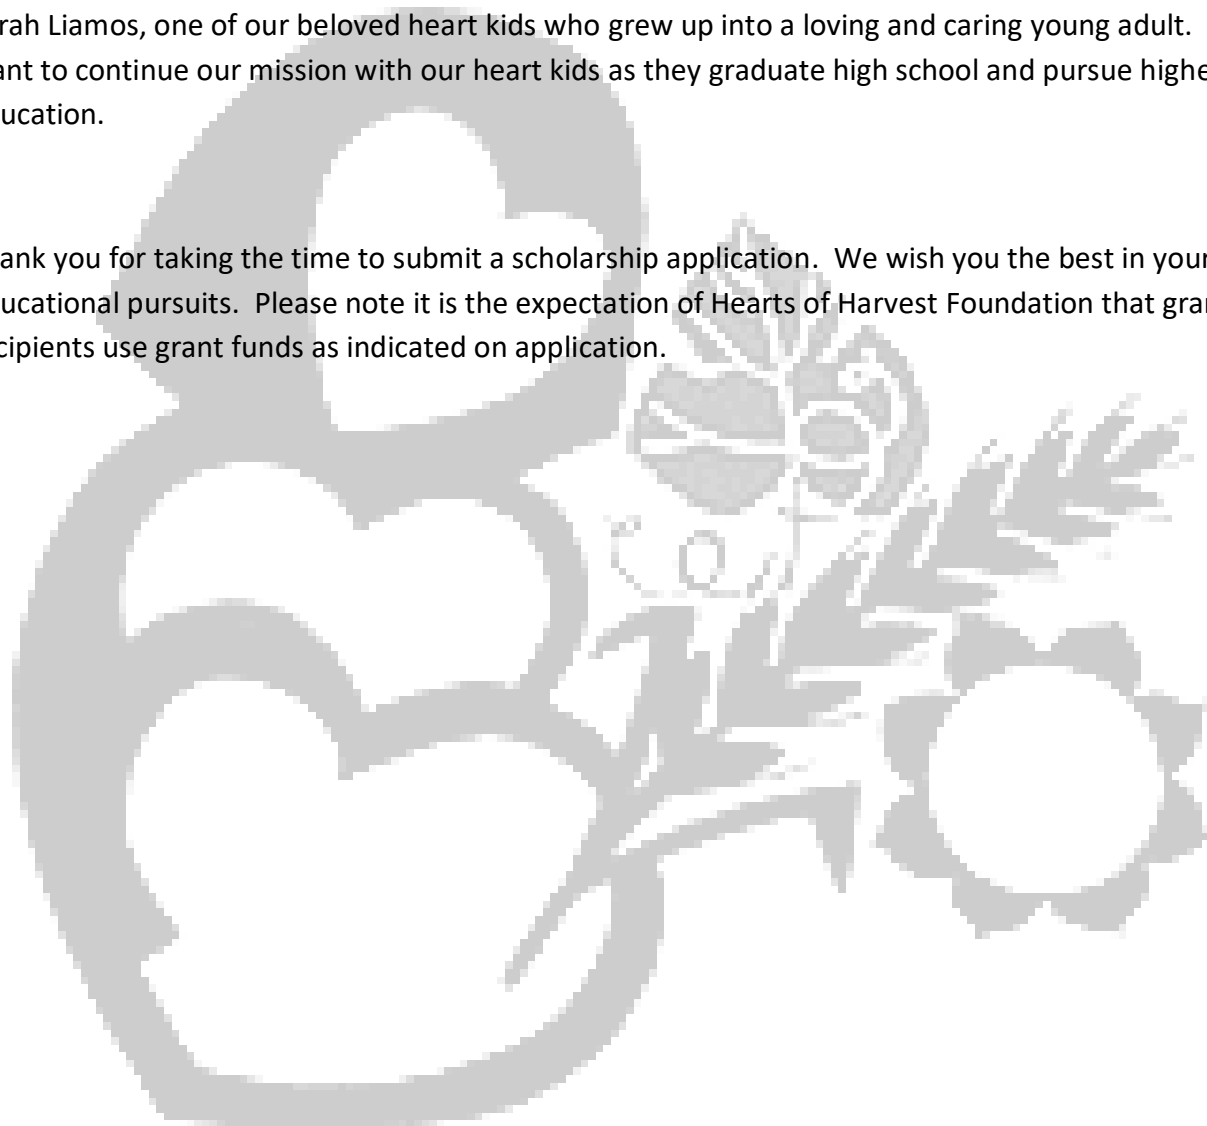 rah Liamos, one of our beloved heart kids who grew up into a loving and caring young adult.
ant to continue our mission with our heart kids as they graduate high school and pursue highe
ucation.
ank you for taking the time to submit a scholarship application. We wish you the best in your
ucational pursuits. Please note it is the expectation of Hearts of Harvest Foundation that gra
cipients use grant funds as indicated on application.